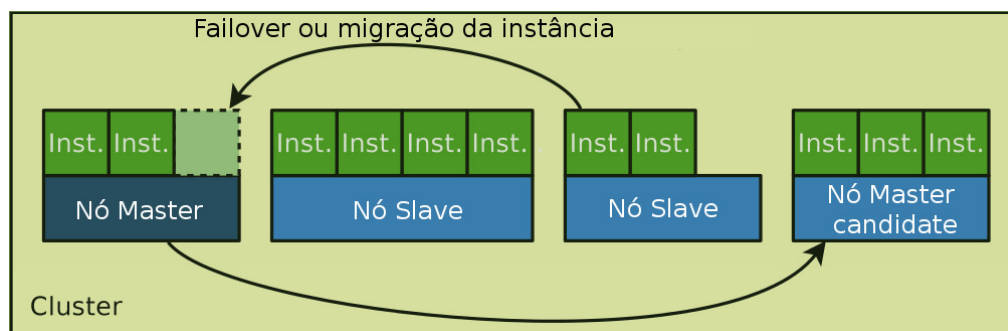 Failover ou migração da instância
Inst. Inst.
Inst. Inst. Inst. Inst.
Inst. Inst.
Inst. Inst. Inst.
Nó Master
Nó Slave
Nó Slave
Nó Master
candidate
Cluster